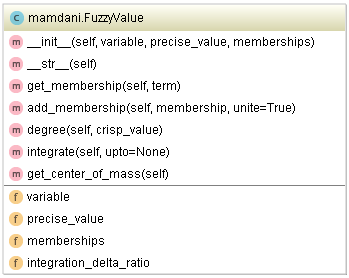 C mamdani.FuzzyValue
m __init__(self, variable, precise_value, memberships)
m __str__(self)
m get_membership(self, term)
m add_membership(self, membership, unite=True)
m degree(self, crisp_value)
m integrate(self, upto=None)
m get_center_of_mass(self)
f variable
f precise_value
f memberships
f integration_delta_ratio